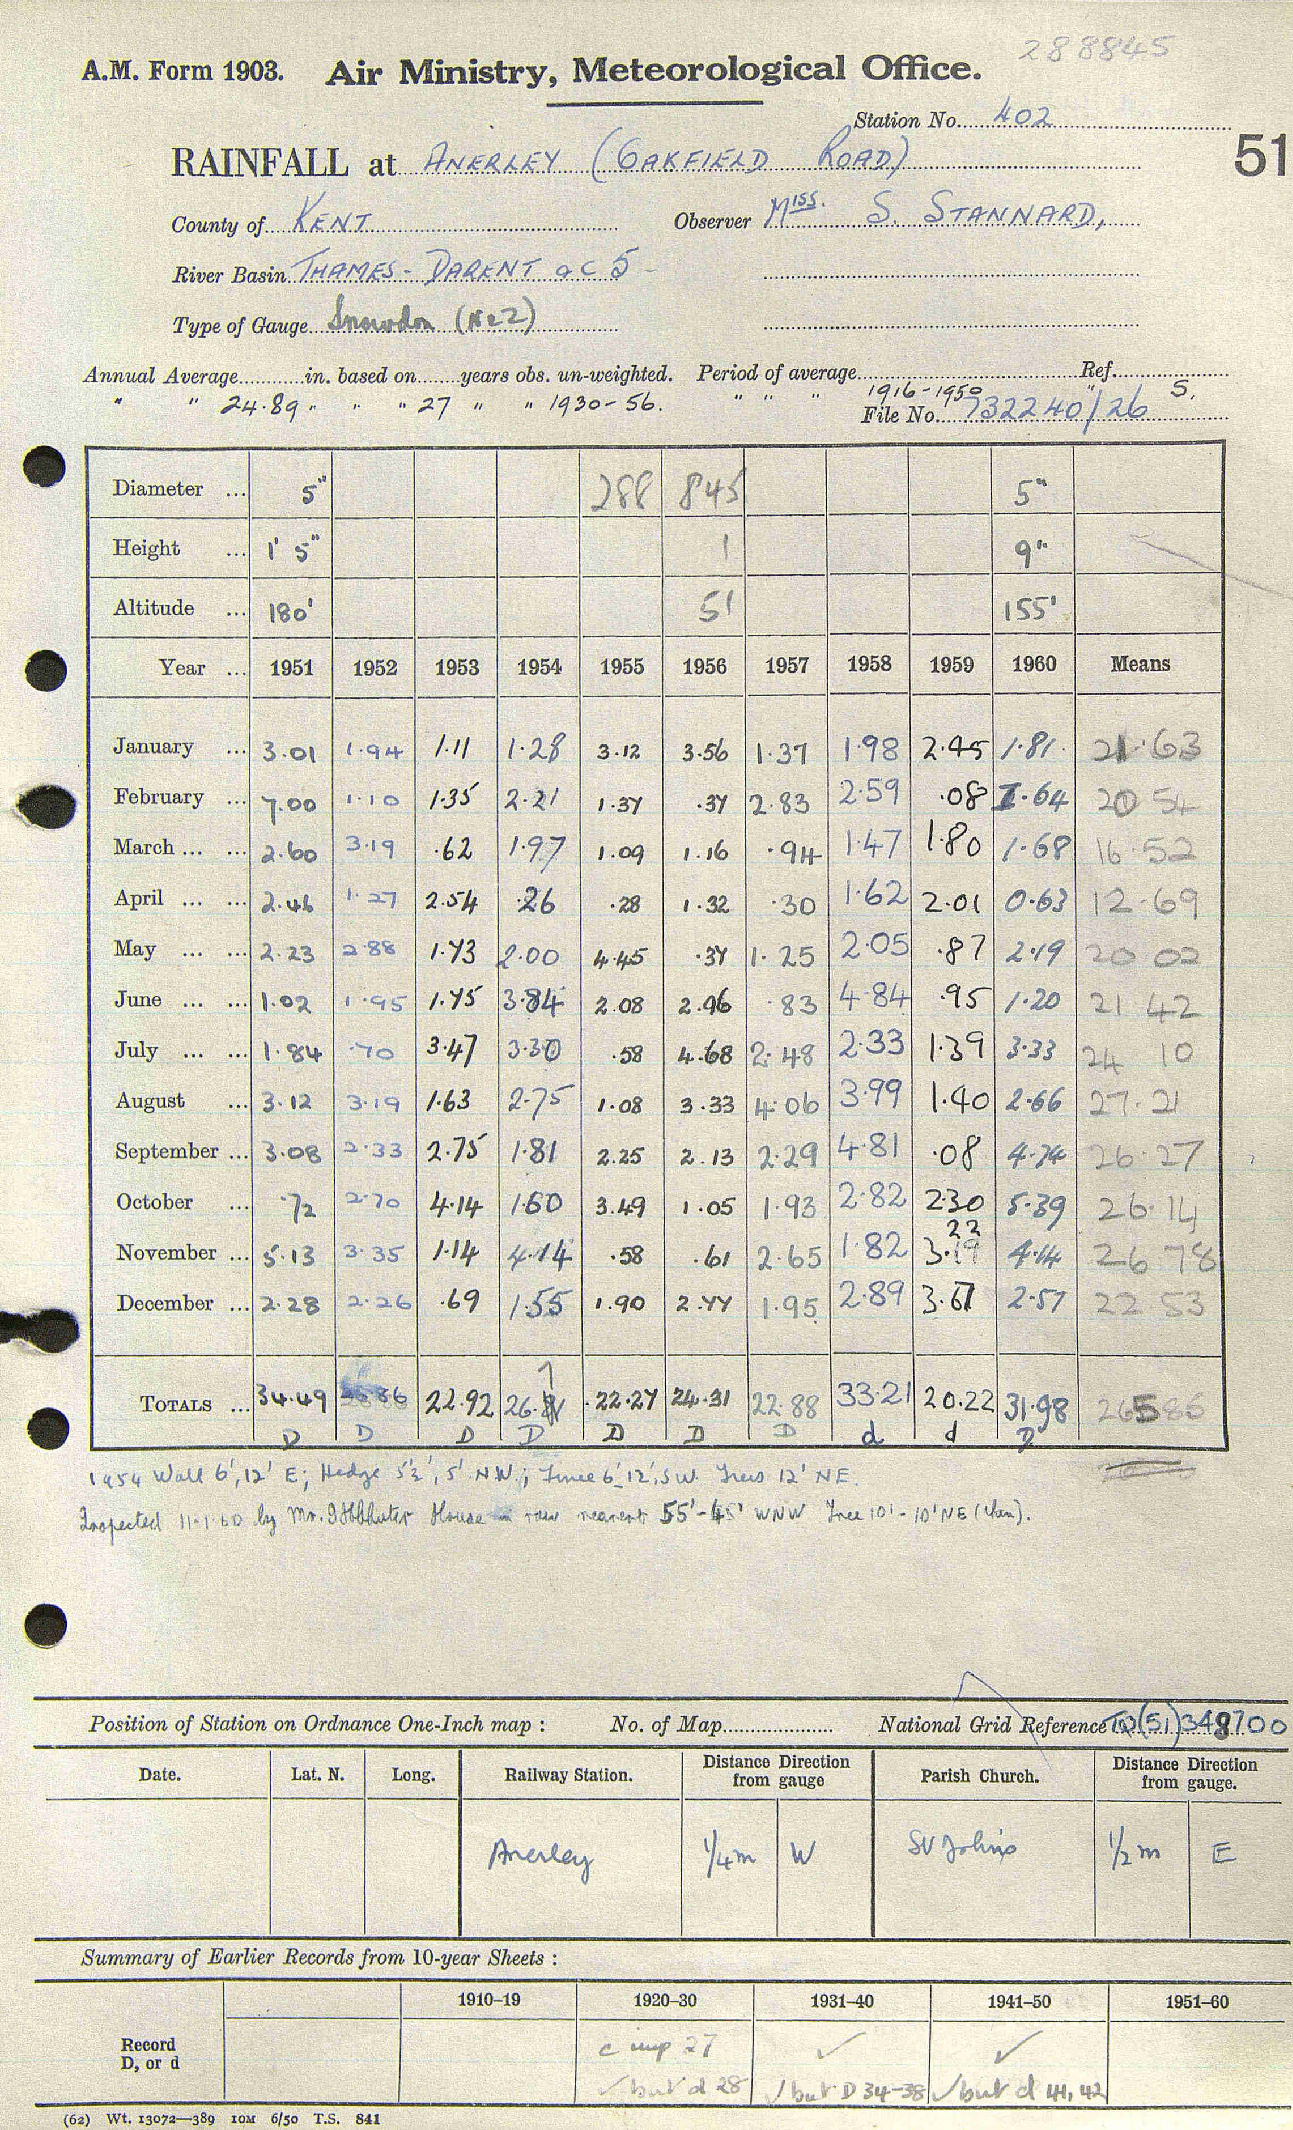 288845
A.M. Form 1903. Air Ministry, Meteorological Office.
Station No. 402
51
RAINFALL at ANERLEY (OAKFIELD ROAD)
County of KENT Observer Miss. S. STANNARD,
River Basin THAMES - DARENT a C 5
Type of Gauge Snowdon (No 2)
Annual Average in. based on years obs. un-weighted. Period of average Ref.
" " 24.89 " " " 27 " " 1930-56. " " " 1916-1950 " S.
File No. 732240/26
Diameter ... 5" 288 845 5"
Height ... 1' 5" 1 9"
Altitude ... 180' 51 155'
Year ... 1951 1952 1953 1954 1955 1956 1957 1958 1959 1960 Means
January ... 3.01 1.94 1.11 1.28 3.12 3.56 1.37 1.98 2.45 1.81 21.63
February ... 7.00 1.10 1.35 2.21 1.37 .37 2.83 2.59 .08 1.64 20 54
March ... ... 2.60 3.19 .62 1.97 1.09 1.16 .94 1.47 1.80 1.68 16.52
April ... ... 2.46 1.27 2.54 .26 .28 1.32 .30 1.62 2.01 0.63 12.69
May ... ... 2.23 2.88 1.73 2.00 4.45 .37 1.25 2.05 .87 2.19 20 02
June ... ... 1.02 1.95 1.75 3.84 2.08 2.96 .83 4.84 .95 1.20 21 42
July ... ... 1.84 .70 3.47 3.30 .58 4.68 2.48 2.33 1.39 3.33 24 10
August ... 3.12 3.19 1.63 2.75 1.08 3.33 4.06 3.99 1.40 2.66 27.21
September ... 3.08 2.33 2.75 1.81 2.25 2.13 2.29 4.81 .08 4.74 26.27
October ... .72 2.70 4.14 1.60 3.49 1.05 1.93 2.82 2.30 5.39 26.14
22
November ... 5.13 3.35 1.14 4.14 .58 .61 2.65 1.82 3.19 4.14 26 78
December ... 2.28 2.26 .69 1.55 1.90 2.77 1.95 2.89 3.67 2.57 22 53
TOTALS ... 34.49 26.86 22.92 26.71 22.27 24.31 22.88 33.21 20.22 31.98 265 85
D D D D D D D d d D
1954 Wall 6', 12' E; Hedge 5½', 5' NW; Fence 6', 12', SW. Trees 12' NE.
Inspected 11.1.60 by Mr. House row nearest 55'-45' WNW Tree 10'-10' NE (then).
Position of Station on Ordnance One-Inch map : No. of Map National Grid Reference TQ(51)348700
Date. Lat. N. Long. Railway Station. Distance Direction from gauge Parish Church. Distance Direction from gauge.
Anerley 1/4 m W St Johns 1/2 m E
Summary of Earlier Records from 10-year Sheets :
1910-19 1920-30 1931-40 1941-50 1951-60
Record D, or d
c imp 27 ✓ ✓
✓ but d 28 ✓ but D 34-38 ✓ but d 41, 42
(62) Wt. 13072—389 10M 6/50 T.S. 841